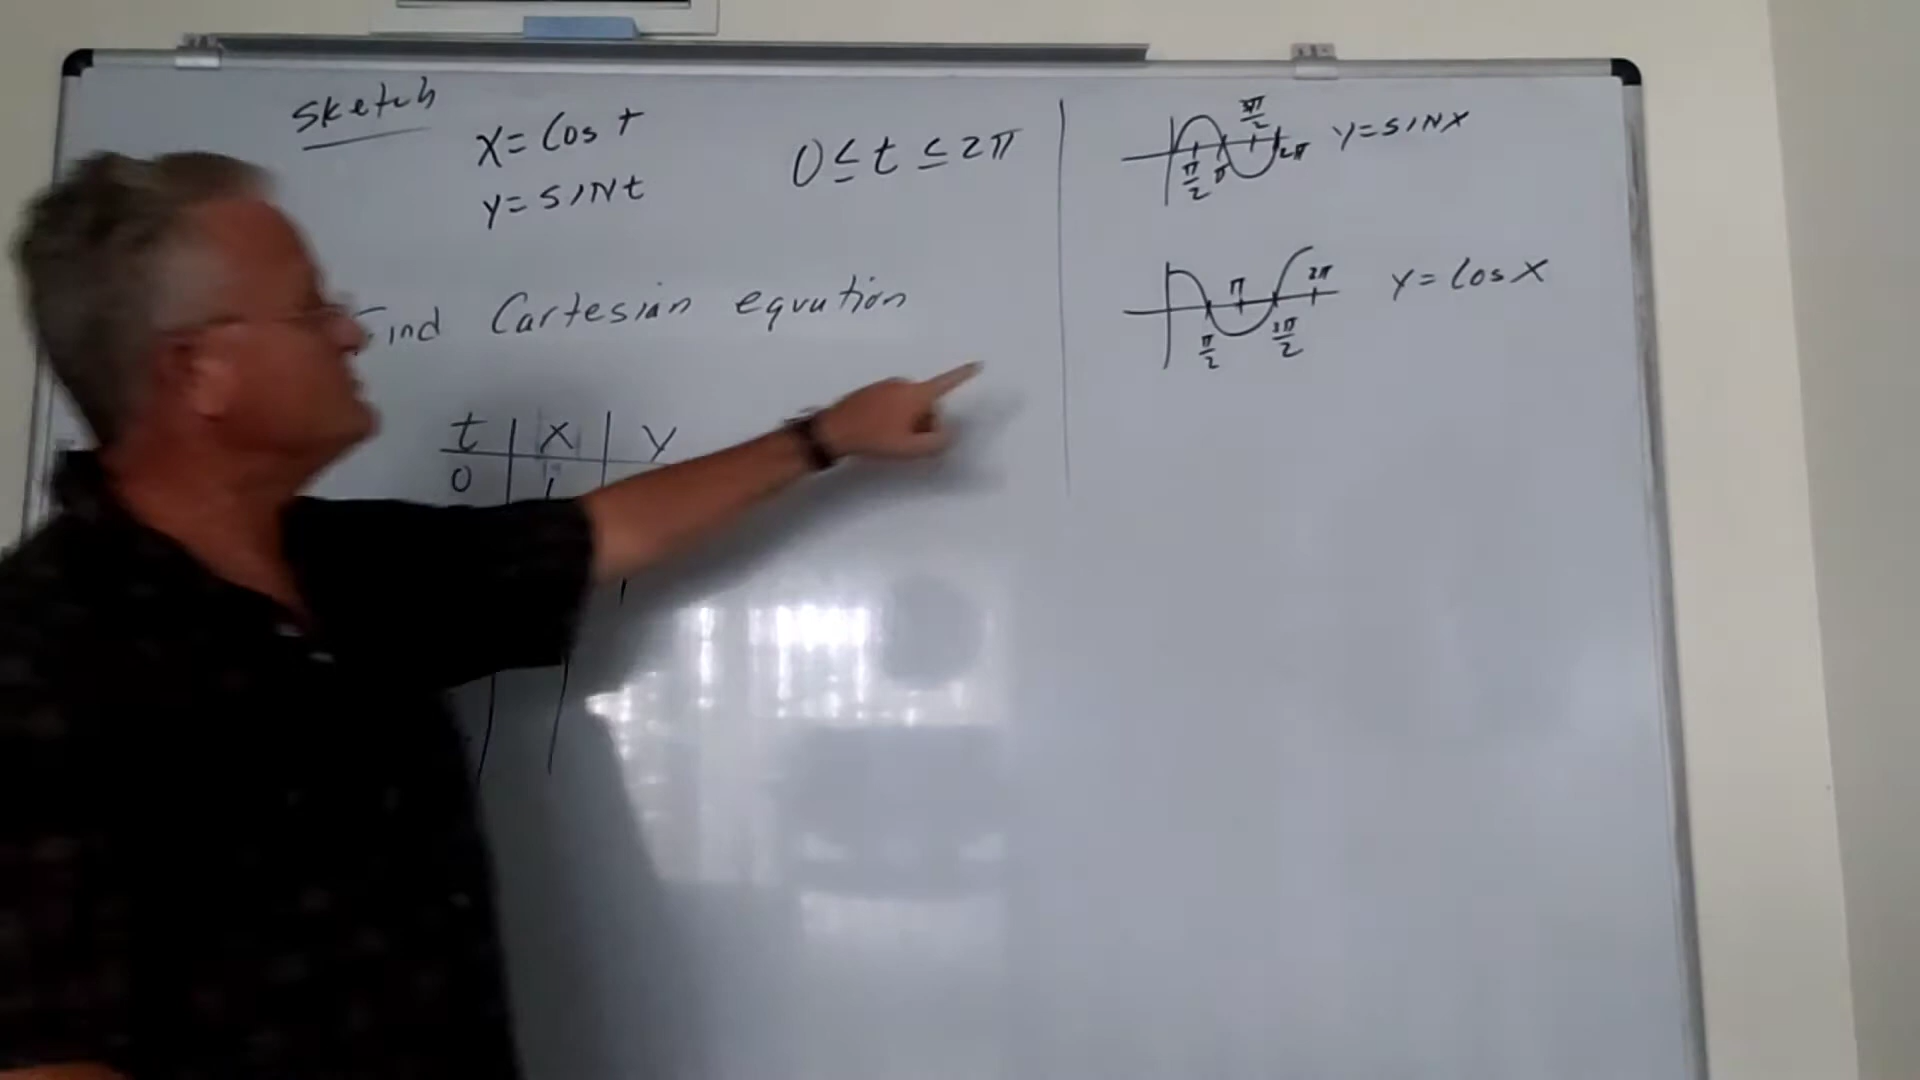 sketch
x = cos t
y = sin t
0 ≤ t ≤ 2π
Find Cartesian equation
t | x | y
0 | 1
3π/2
π/2 π 2π
y = sin x
π 2π
π/2 3π/2
y = cos x